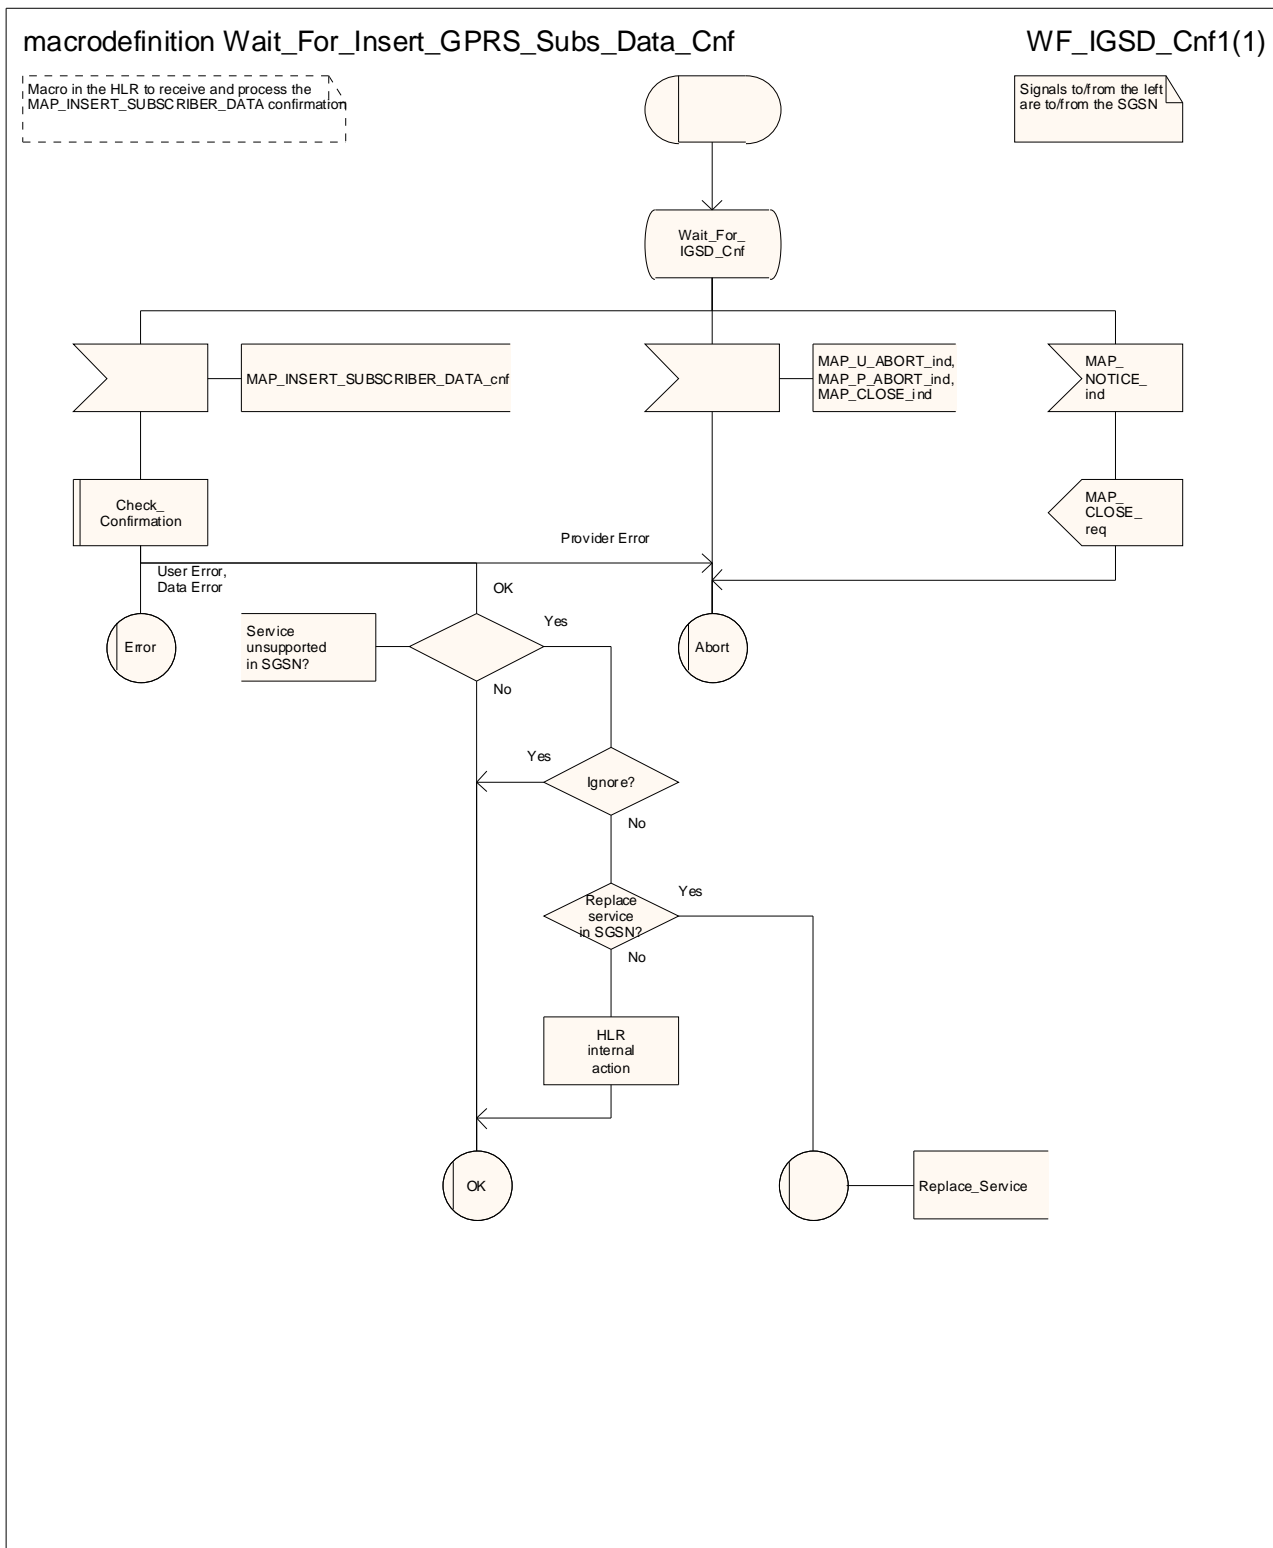 macrodefinition Wait_For_Insert_GPRS_Subs_Data_Cnf
WF_IGSD_Cnf1(1)
Macro in the HLR to receive and process the
MAP_INSERT_SUBSCRIBER_DATA confirmation
Signals to/from the left
are to/from the SGSN
Wait_For_
IGSD_Cnf
MAP_INSERT_SUBSCRIBER_DATA_cnf
MAP_U_ABORT_ind,
MAP_P_ABORT_ind,
MAP_CLOSE_ind
MAP_
NOTICE_
ind
Check_
Confirmation
MAP_
CLOSE_
req
Provider Error
User Error,
Data Error
OK
Error
Service
unsupported
in SGSN?
Yes
Abort
No
Yes
Ignore?
No
Replace
service
in SGSN?
Yes
No
HLR
internal
action
OK
Replace_Service